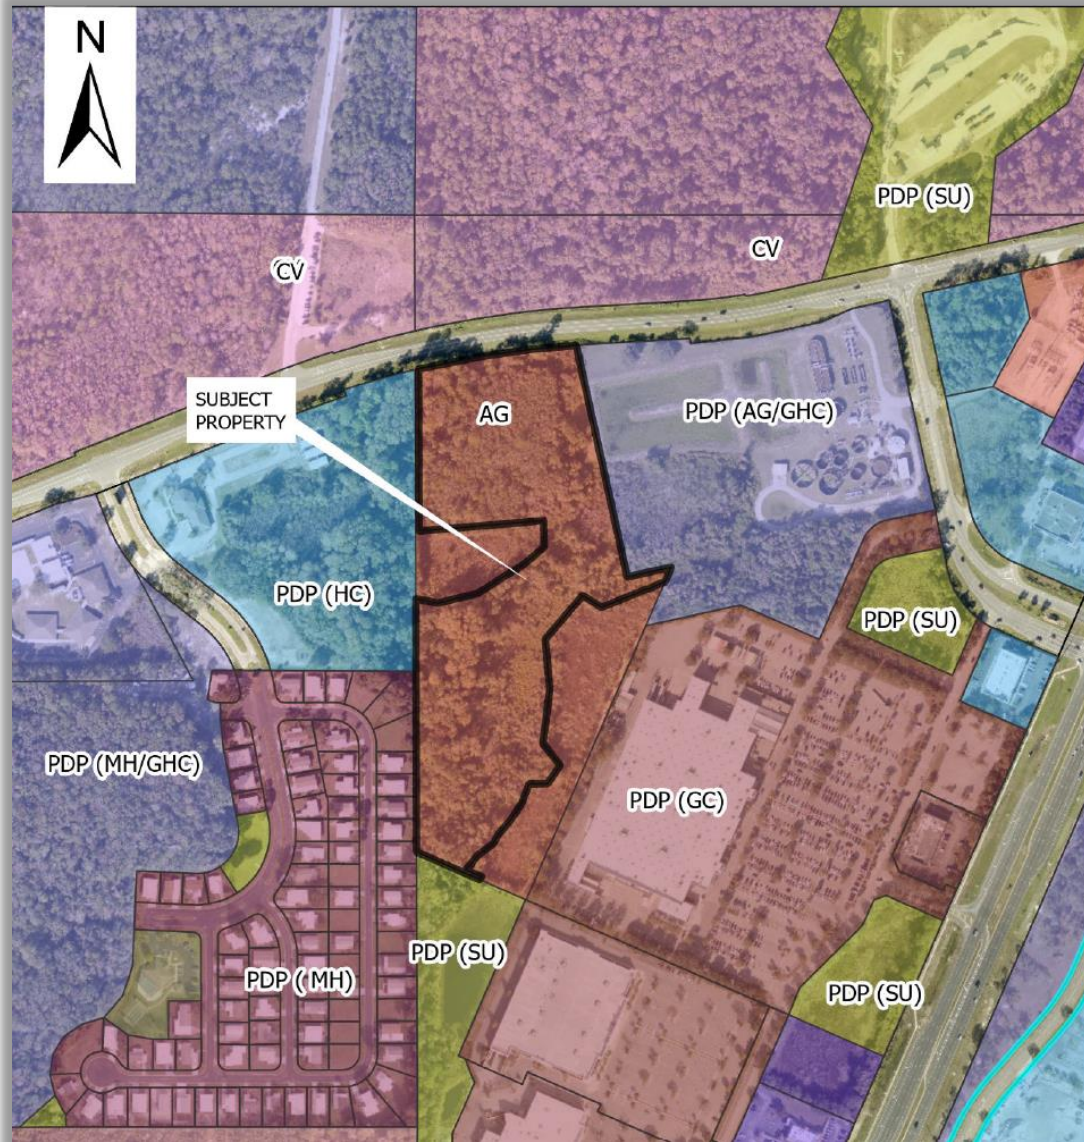 N
PDP (SU)
CV
CV
SUBJECT
PROPERTY
AG
PDP (AG/GHC)
PDP (HC)
PDP (SU)
PDP (MH/GHC)
PDP (GC)
PDP (SU)
PDP ( MH)
PDP (SU)